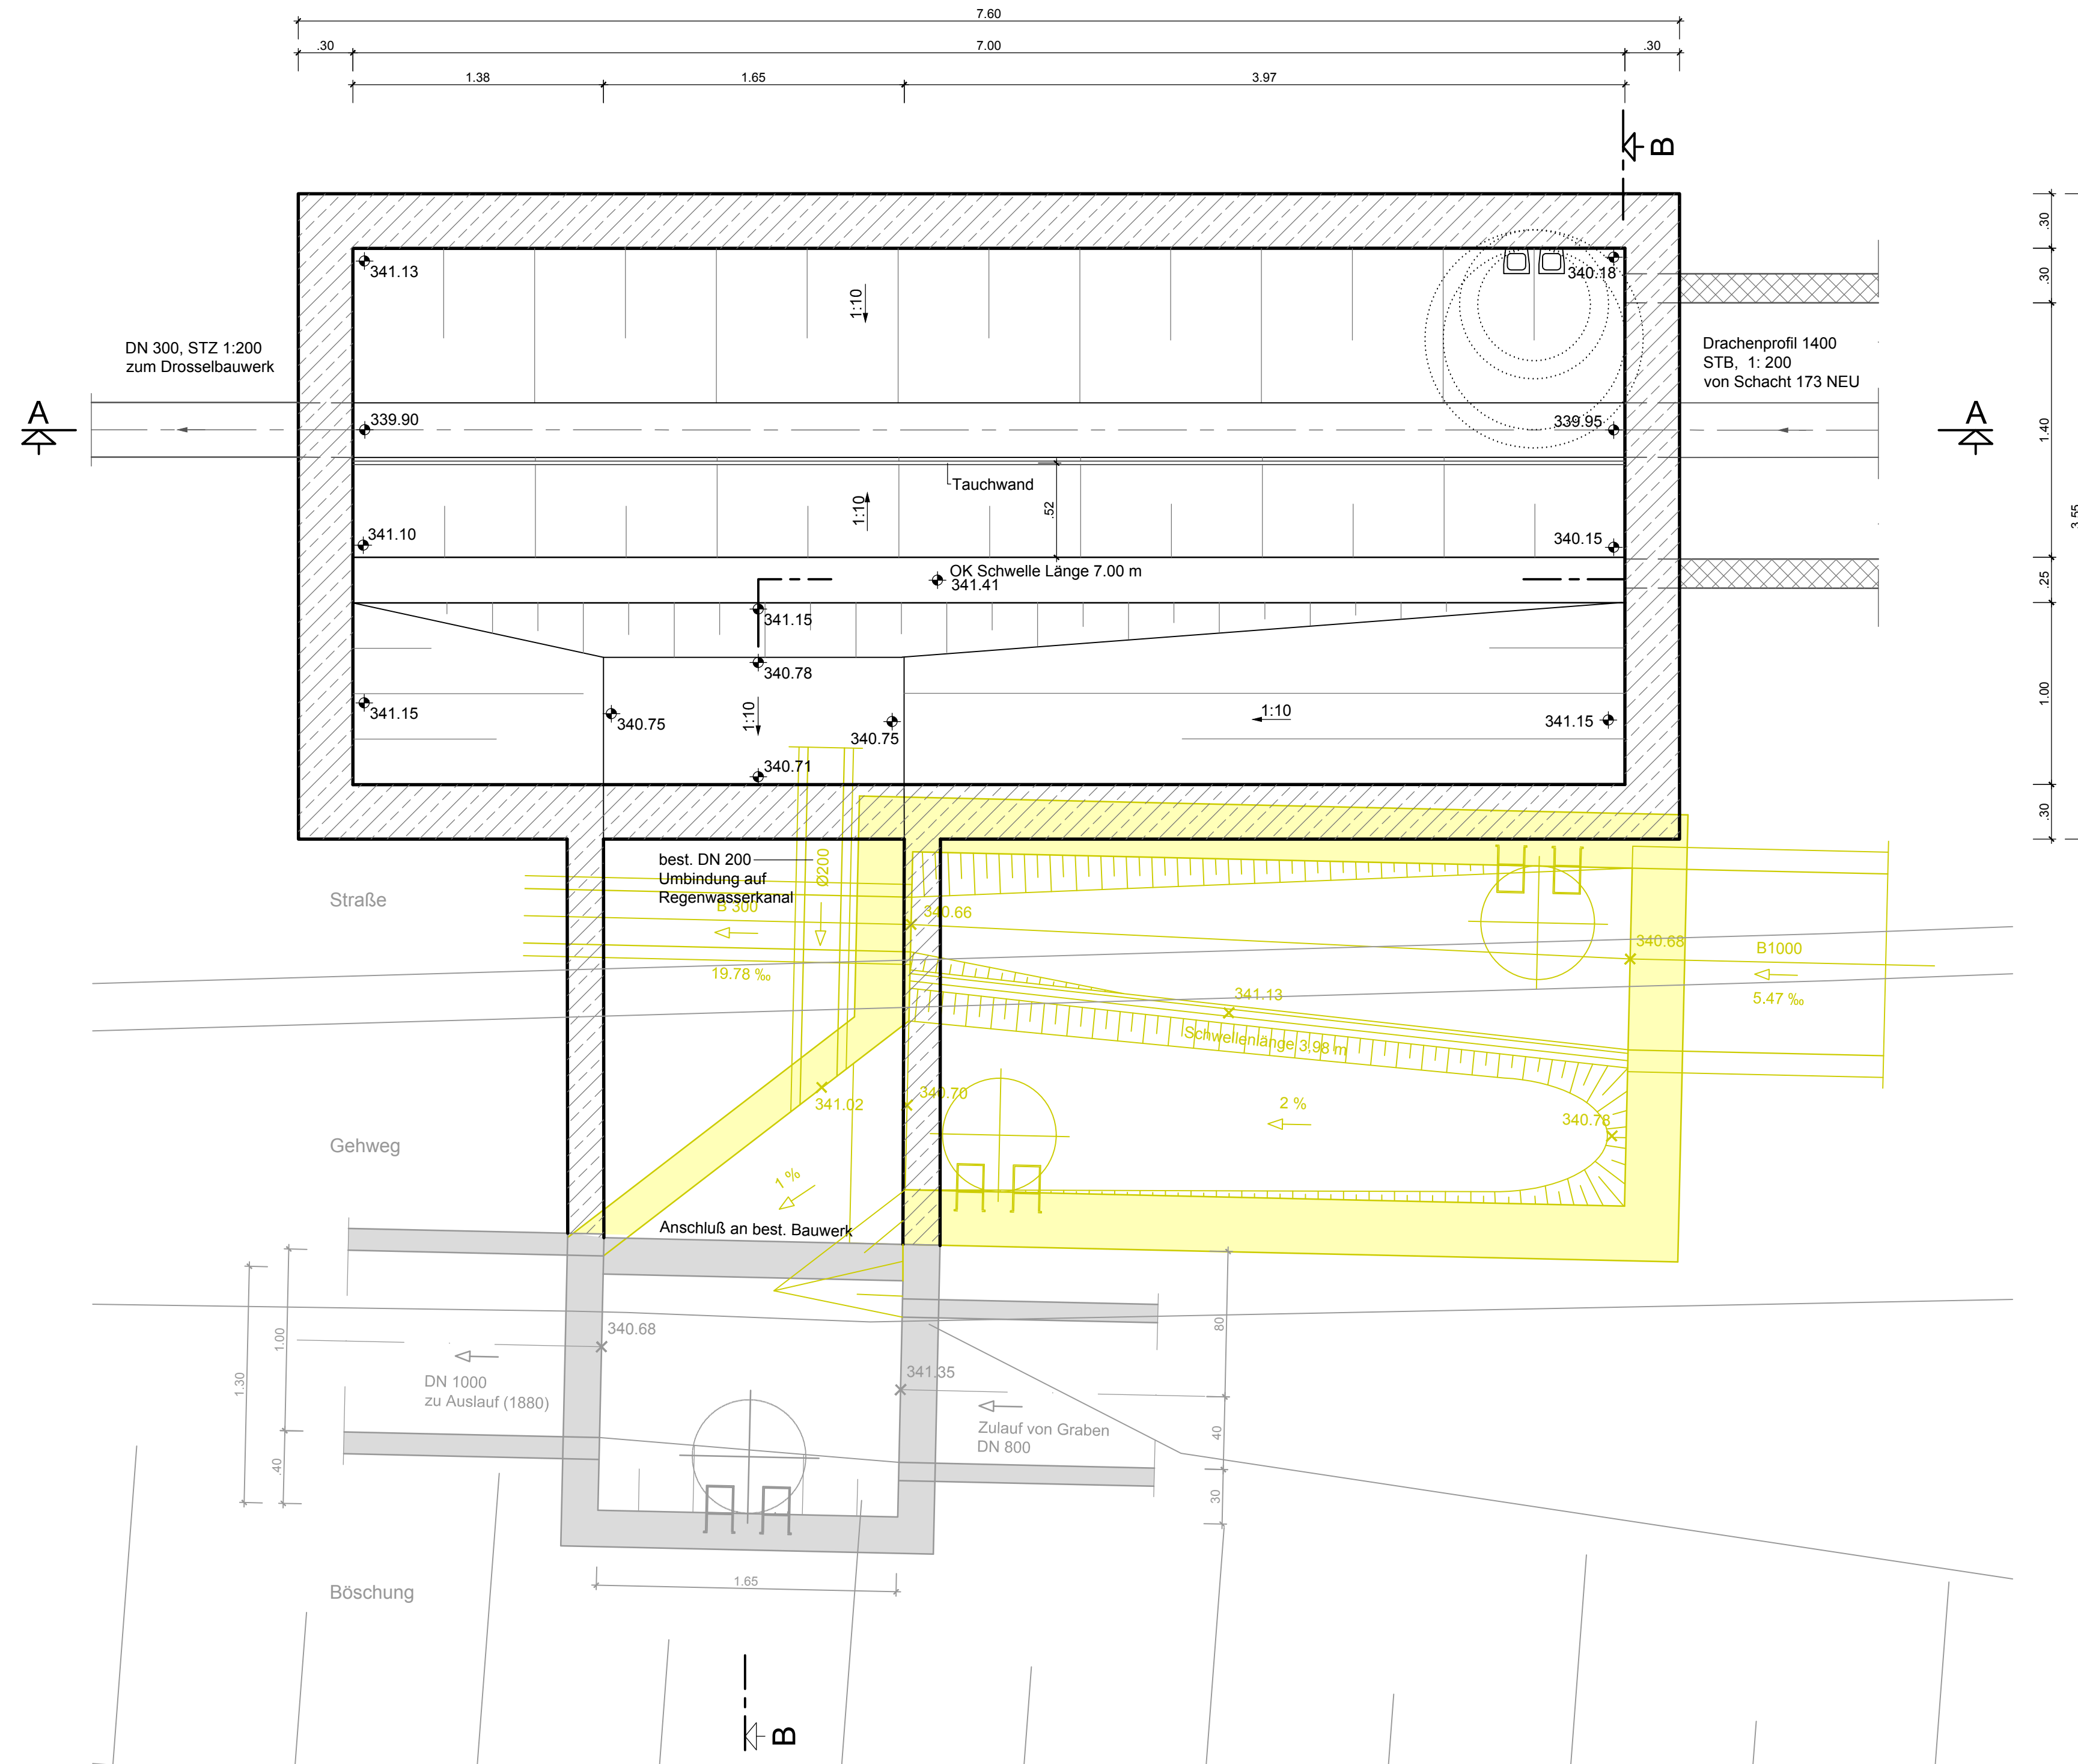 7.60
.30
7.00
.30
1.38
1.65
3.97
B
.30
341.13
340.18
.30
1:10
DN 300, STZ 1:200
zum Drosselbauwerk
Drachenprofil 1400
STB, 1: 200
von Schacht 173 NEU
A
339.90
339.95
A
1.40
Tauchwand
1:10
.52
3.55
341.10
340.15
OK Schwelle Länge 7.00 m
341.41
.25
341.15
340.78
341.15
340.75
1:10
340.75
1:10
341.15
1.00
340.71
.30
best. DN 200
Umbindung auf
Regenwasserkanal
Ø200
Straße
B 300
340.66
340.68
B1000
19.78 ‰
5.47 ‰
341.13
Schwellenlänge 3,98 m
341.02
340.70
2 %
340.78
Gehweg
1 %
Anschluß an best. Bauwerk
340.68
1.00
80
1.30
341.35
DN 1000
zu Auslauf (1880)
Zulauf von Graben
DN 800
40
.40
30
1.65
Böschung
B